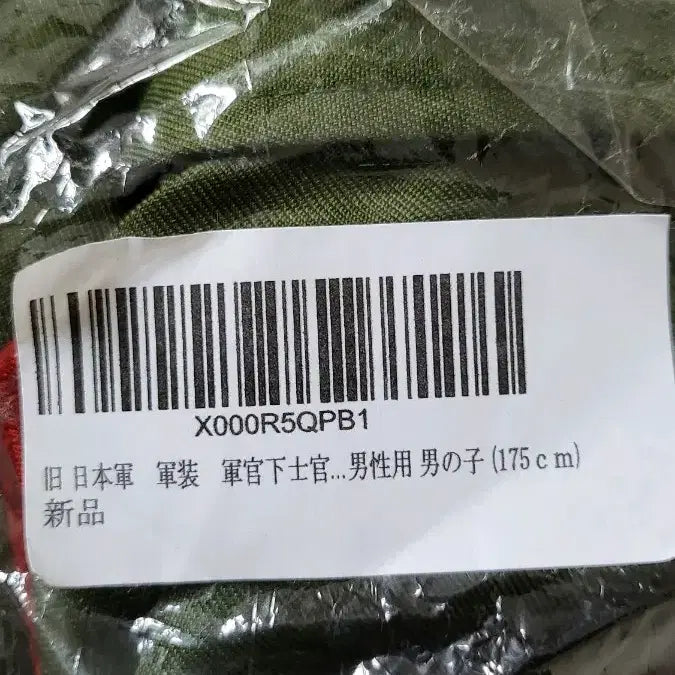 X000R5QPB1
旧 日本軍　軍装　軍官下士官...男性用 男の子 (175ｃｍ)
新品